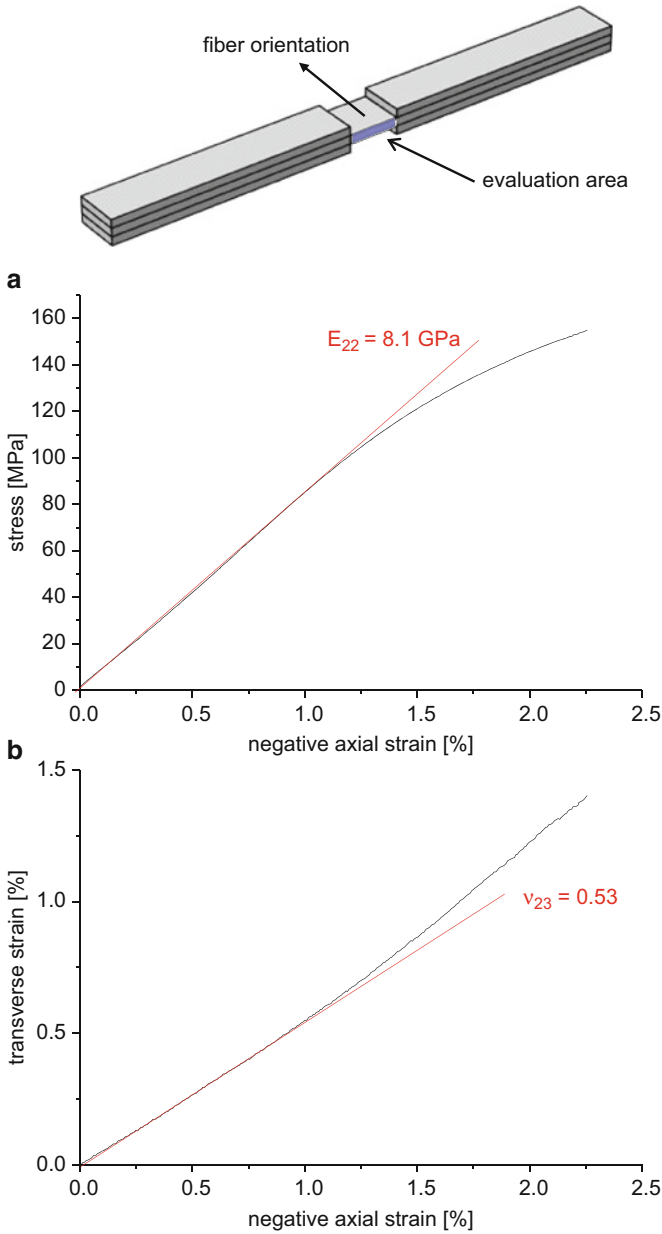 fiber orientation
evaluation area
a
160
140
120
100
80
60
40
20
0
stress [MPa]
E22 = 8.1 GPa
0.0 0.5 1.0 1.5 2.0 2.5
negative axial strain [%]
b
1.5
1.0
0.5
0.0
transverse strain [%]
ν23 = 0.53
0.0 0.5 1.0 1.5 2.0 2.5
negative axial strain [%]